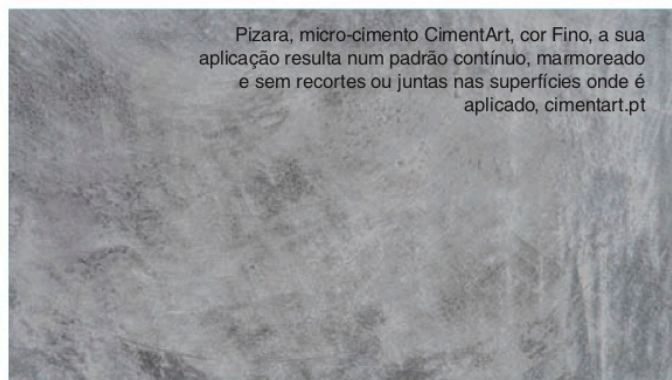 Pizara, micro-cimento CimentArt, cor Fino, a sua
aplicação resulta num padrão contínuo, marmoreado
e sem recortes ou juntas nas superfícies onde é
aplicado, cimentart.pt